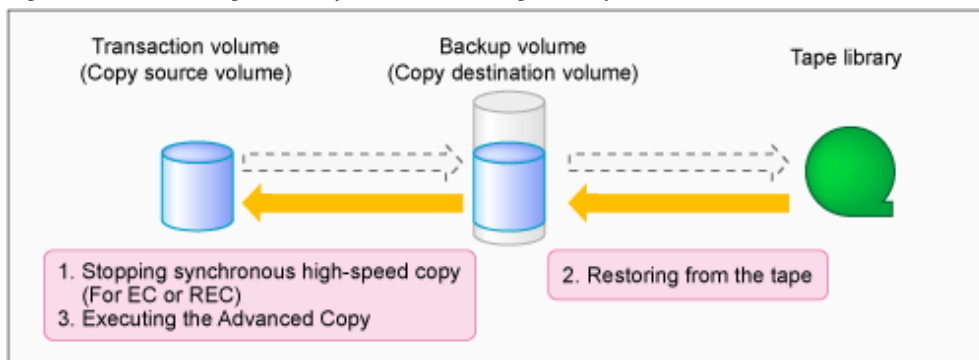 Transaction volume
(Copy source volume)
Backup volume
(Copy destination volume)
Tape library
1. Stopping synchronous high-speed copy
(For EC or REC)
3. Executing the Advanced Copy
2. Restoring from the tape